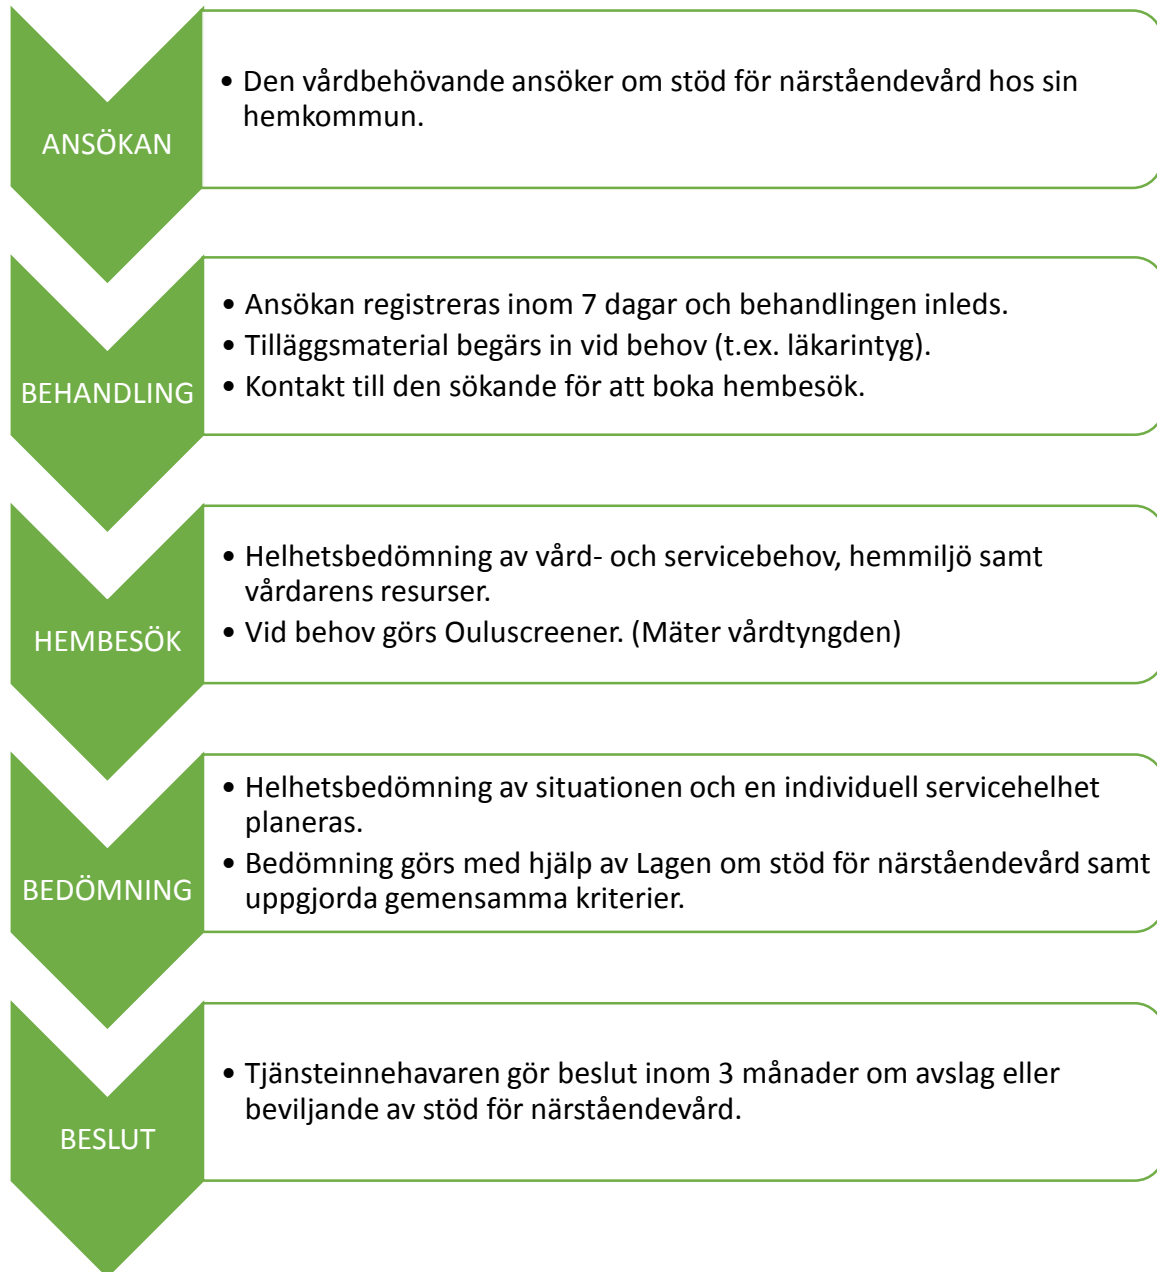 ANSÖKAN
• Den vårdbehövande ansöker om stöd för närståendevård hos sin
hemkommun.
BEHANDLING
• Ansökan registreras inom 7 dagar och behandlingen inleds.
• Tilläggsmaterial begärs in vid behov (t.ex. läkarintyg).
• Kontakt till den sökande för att boka hembesök.
HEMBESÖK
• Helhetsbedömning av vård- och servicebehov, hemmiljö samt
vårdarens resurser.
• Vid behov görs Ouluscreener. (Mäter vårdtyngden)
BEDÖMNING
• Helhetsbedömning av situationen och en individuell servicehelhet
planeras.
• Bedömning görs med hjälp av Lagen om stöd för närståendevård samt
uppgjorda gemensamma kriterier.
BESLUT
• Tjänsteinnehavaren gör beslut inom 3 månader om avslag eller
beviljande av stöd för närståendevård.